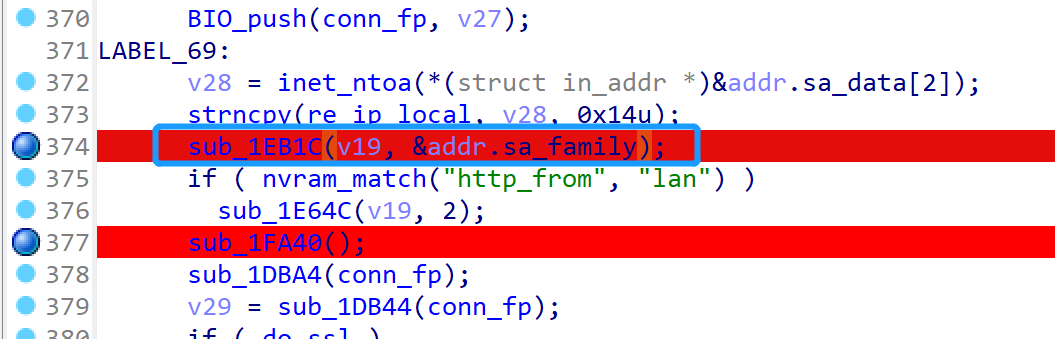 370 BIO_push(conn_fp, v27);
371 LABEL_69:
372 v28 = inet_ntoa(*(struct in_addr *)&addr.sa_data[2]);
373 strncpy(re_ip_local, v28, 0x14u);
374 sub_1EB1C(v19, &addr.sa_family);
375 if ( nvram_match("http_from", "lan") )
376 sub_1E64C(v19, 2);
377 sub_1FA40();
378 sub_1DBA4(conn_fp);
379 v29 = sub_1DB44(conn_fp);
380 if ( do_ssl )